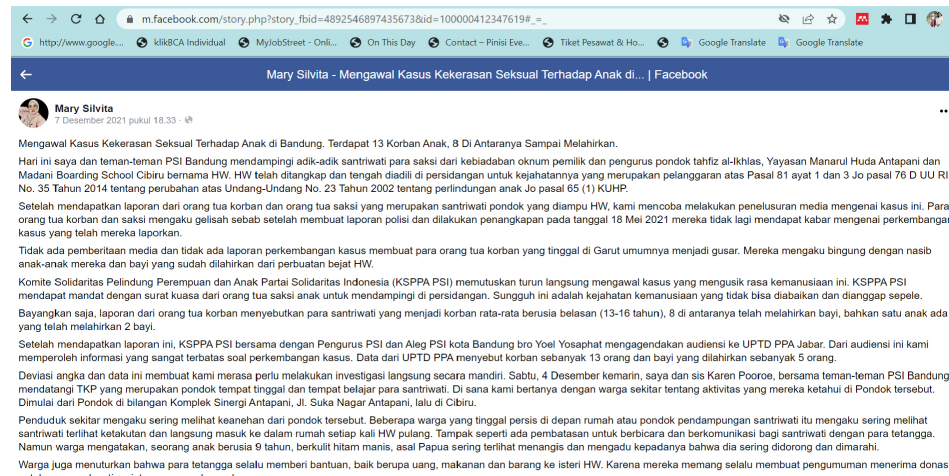 m.facebook.com/story.php?story_fbid=4892546897435673&id=100000412347619#_=_
http://www.google.... klikBCA Individual MyJobStreet - Onli... On This Day Contact – Pinisi Eve... Tiket Pesawat & Ho... Google Translate Google Translate
Mary Silvita - Mengawal Kasus Kekerasan Seksual Terhadap Anak di... | Facebook
Mary Silvita
7 Desember 2021 pukul 18.33 ·
Mengawal Kasus Kekerasan Seksual Terhadap Anak di Bandung. Terdapat 13 Korban Anak, 8 Di Antaranya Sampai Melahirkan.
Hari ini saya dan teman-teman PSI Bandung mendampingi adik-adik santriwati para saksi dari kebiadaban oknum pemilik dan pengurus pondok tahfiz al-Ikhlas, Yayasan Manarul Huda Antapani dan
Madani Boarding School Cibiru bernama HW. HW telah ditangkap dan tengah diadili di persidangan untuk kejahatannya yang merupakan pelanggaran atas Pasal 81 ayat 1 dan 3 Jo pasal 76 D UU RI
No. 35 Tahun 2014 tentang perubahan atas Undang-Undang No. 23 Tahun 2002 tentang perlindungan anak Jo pasal 65 (1) KUHP.
Setelah mendapatkan laporan dari orang tua korban dan orang tua saksi yang merupakan santriwati pondok yang diampu HW, kami mencoba melakukan penelusuran media mengenai kasus ini. Para
orang tua korban dan saksi mengaku gelisah sebab setelah membuat laporan polisi dan dilakukan penangkapan pada tanggal 18 Mei 2021 mereka tidak lagi mendapat kabar mengenai perkembangan
kasus yang telah mereka laporkan.
Tidak ada pemberitaan media dan tidak ada laporan perkembangan kasus membuat para orang tua korban yang tinggal di Garut umumnya menjadi gusar. Mereka mengaku bingung dengan nasib
anak-anak mereka dan bayi yang sudah dilahirkan dari perbuatan bejat HW.
Komite Solidaritas Pelindung Perempuan dan Anak Partai Solidaritas Indonesia (KSPPA PSI) memutuskan turun langsung mengawal kasus yang mengusik rasa kemanusiaan ini. KSPPA PSI
mendapat mandat dengan surat kuasa dari orang tua saksi anak untuk mendampingi di persidangan. Sungguh ini adalah kejahatan kemanusiaan yang tidak bisa diabaikan dan dianggap sepele.
Bayangkan saja, laporan dari orang tua korban menyebutkan para santriwati yang menjadi korban rata-rata berusia belasan (13-16 tahun), 8 di antaranya telah melahirkan bayi, bahkan satu anak ada
yang telah melahirkan 2 bayi.
Setelah mendapatkan laporan ini, KSPPA PSI bersama dengan Pengurus PSI dan Aleg PSI kota Bandung bro Yoel Yosaphat mengagendakan audiensi ke UPTD PPA Jabar. Dari audiensi ini kami
memperoleh informasi yang sangat terbatas soal perkembangan kasus. Data dari UPTD PPA menyebut korban sebanyak 13 orang dan bayi yang dilahirkan sebanyak 5 orang.
Deviasi angka dan data ini membuat kami merasa perlu melakukan investigasi langsung secara mandiri. Sabtu, 4 Desember kemarin, saya dan sis Karen Pooroe, bersama teman-teman PSI Bandung
mendatangi TKP yang merupakan pondok tempat tinggal dan tempat belajar para santriwati. Di sana kami bertanya dengan warga sekitar tentang aktivitas yang mereka ketahui di Pondok tersebut.
Dimulai dari Pondok di bilangan Komplek Sinergi Antapani, Jl. Suka Nagar Antapani, lalu di Cibiru.
Penduduk sekitar mengaku sering melihat keanehan dari pondok tersebut. Beberapa warga yang tinggal persis di depan rumah atau pondok pendampungan santriwati itu mengaku sering melihat
santriwati terlihat ketakutan dan langsung masuk ke dalam rumah setiap kali HW pulang. Tampak seperti ada pembatasan untuk berbicara dan berkomunikasi bagi santriwati dengan para tetangga.
Namun warga mengatakan, seorang anak berusia 9 tahun, berkulit hitam manis, asal Papua sering terlihat menangis dan mengadu kepadanya bahwa dia sering didorong dan dimarahi.
Warga juga mengatakan bahwa para tetangga selalu memberi bantuan, baik berupa uang, makanan dan barang ke isteri HW. Karena mereka memang selalu membuat pengumuman menerima donasi